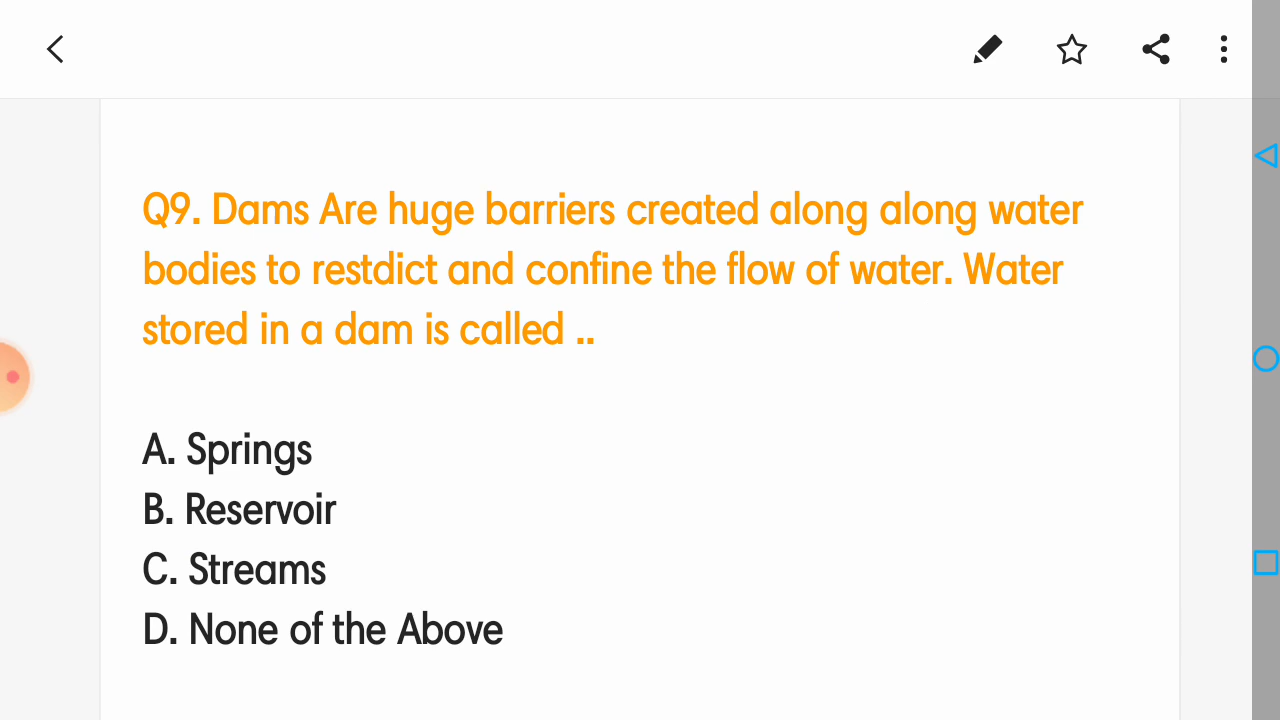 Q9. Dams Are huge barriers created along along water
bodies to restdict and confine the flow of water. Water
stored in a dam is called ..
A. Springs
B. Reservoir
C. Streams
D. None of the Above